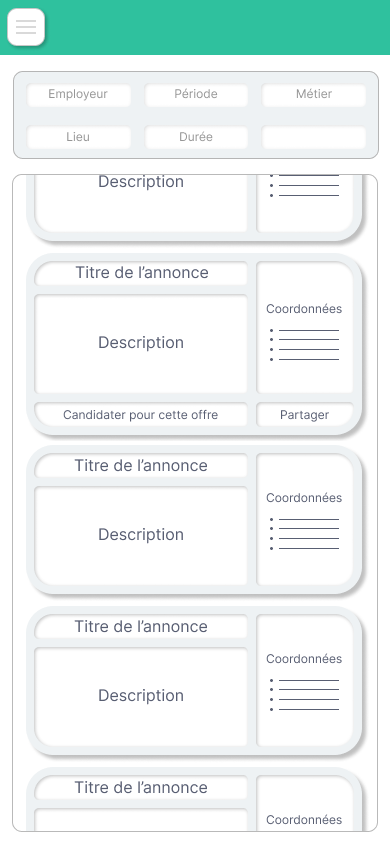 Employeur
Période
Métier
Lieu
Durée
Description
Titre de l’annonce
Coordonnées
Description
Candidater pour cette offre
Partager
Titre de l’annonce
Coordonnées
Description
Titre de l’annonce
Coordonnées
Description
Titre de l’annonce
Coordonnées